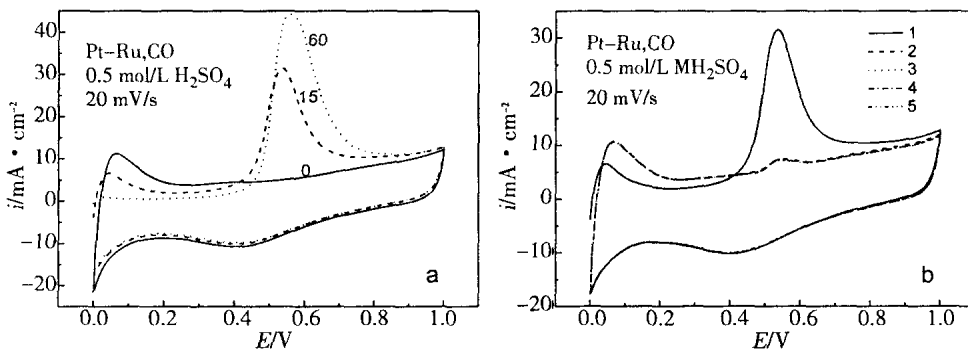 40
30
20
10
0
−10
−20
i/mA • cm⁻²
Pt–Ru,CO
0.5 mol/L H₂SO₄
20 mV/s
60
15
0
a
0.0 0.2 0.4 0.6 0.8 1.0
E/V
30
20
10
0
−10
−20
i/mA • cm⁻²
Pt–Ru,CO
0.5 mol/L MH₂SO₄
20 mV/s
1
2
3
4
5
b
0.0 0.2 0.4 0.6 0.8 1.0
E/V